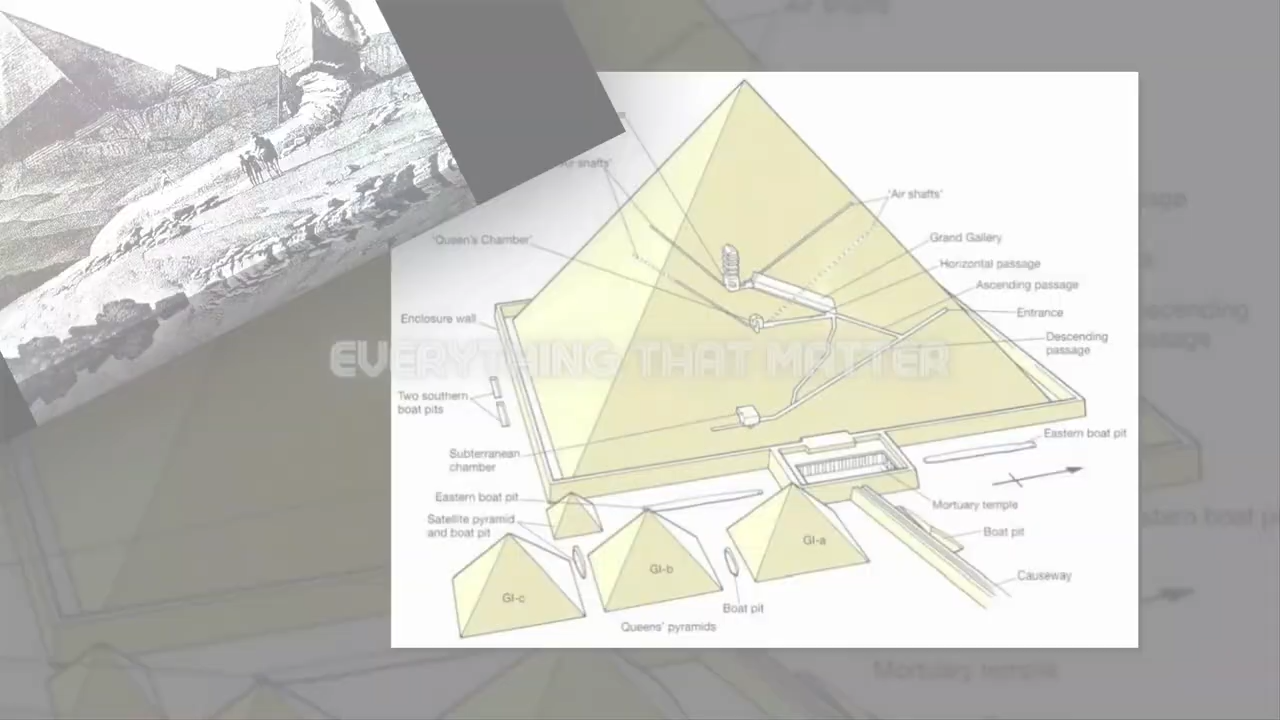 'Air shafts'
'Air shafts'
'Queen's Chamber'
Grand Gallery
Horizontal passage
Ascending passage
Enclosure wall
Entrance
Descending
passage
EVERYTHING THAT MATTER
Two southern
boat pits
Eastern boat pit
Subterranean
chamber
Eastern boat pit
Mortuary temple
Satellite pyramid
and boat pit
Boat pit
GI-a
GI-b
Causeway
GI-c
Boat pit
Queens' pyramids
Mortuary temple